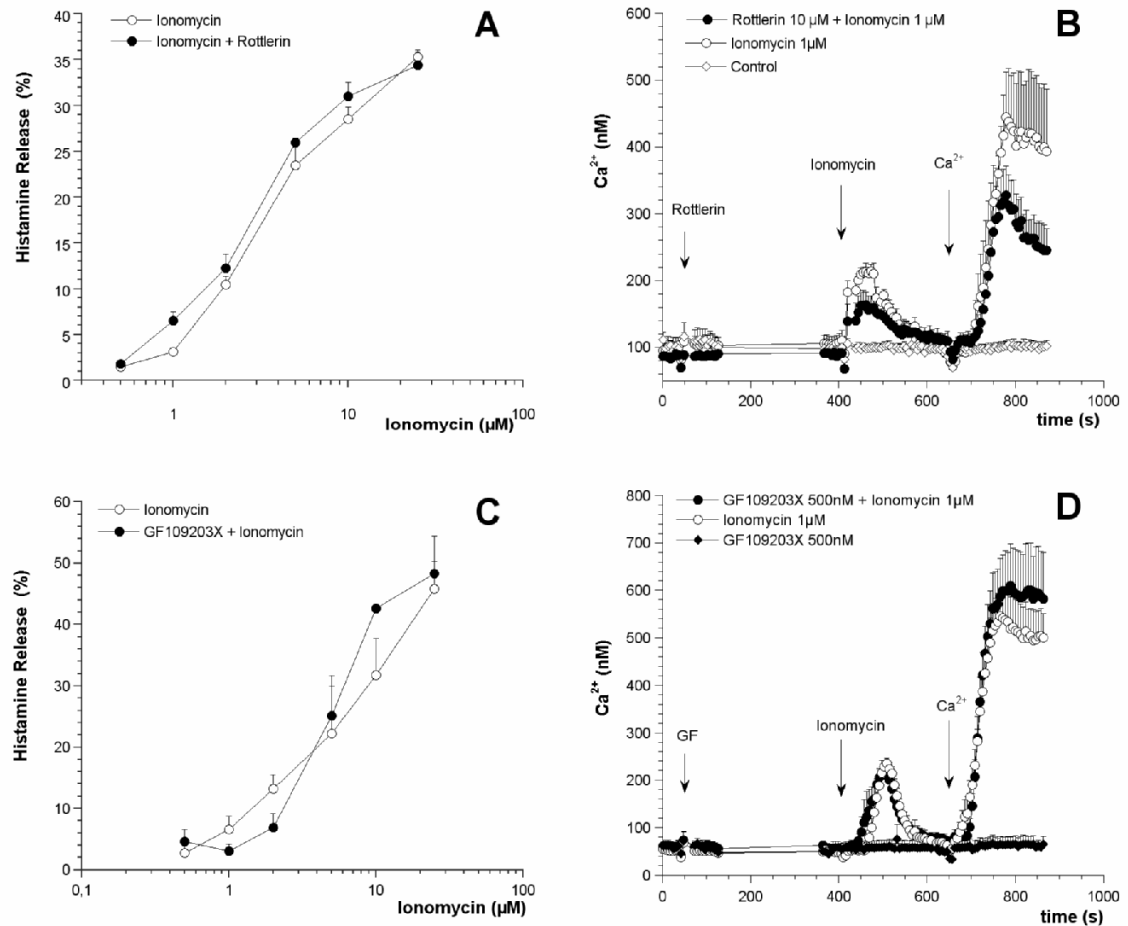 A
Ionomycin
Ionomycin + Rottlerin
Histamine Release (%)
40
35
30
25
20
15
10
5
0
1
10
100
Ionomycin (µM)
B
Rottlerin 10 µM + Ionomycin 1 µM
Ionomycin 1µM
Control
Ca²⁺ (nM)
600
500
400
300
200
100
Rottlerin
Ionomycin
Ca²⁺
0
200
400
600
800
1000
time (s)
C
Ionomycin
GF109203X + Ionomycin
Histamine Release (%)
60
50
40
30
20
10
0
0,1
1
10
100
Ionomycin (µM)
D
GF109203X 500nM + Ionomycin 1µM
Ionomycin 1µM
GF109203X 500nM
Ca²⁺ (nM)
800
700
600
500
400
300
200
100
0
GF
Ionomycin
Ca²⁺
0
200
400
600
800
1000
time (s)